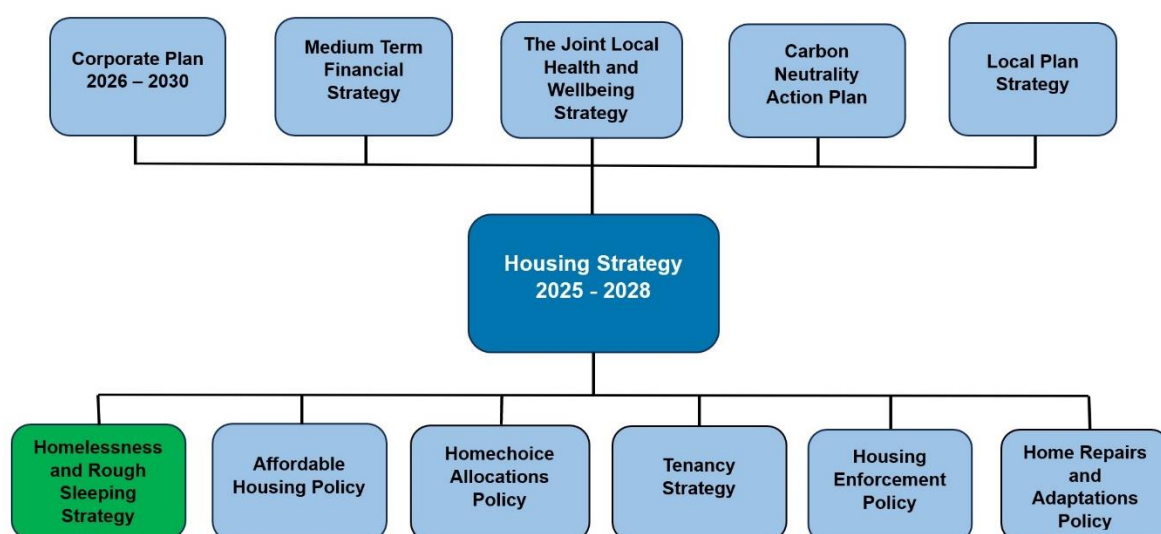 Corporate Plan
2026 – 2030
Medium Term
Financial
Strategy
The Joint Local
Health and
Wellbeing
Strategy
Carbon
Neutrality
Action Plan
Local Plan
Strategy
Housing Strategy
2025 - 2028
Homelessness
and Rough
Sleeping
Strategy
Affordable
Housing Policy
Homechoice
Allocations
Policy
Tenancy
Strategy
Housing
Enforcement
Policy
Home Repairs
and
Adaptations
Policy